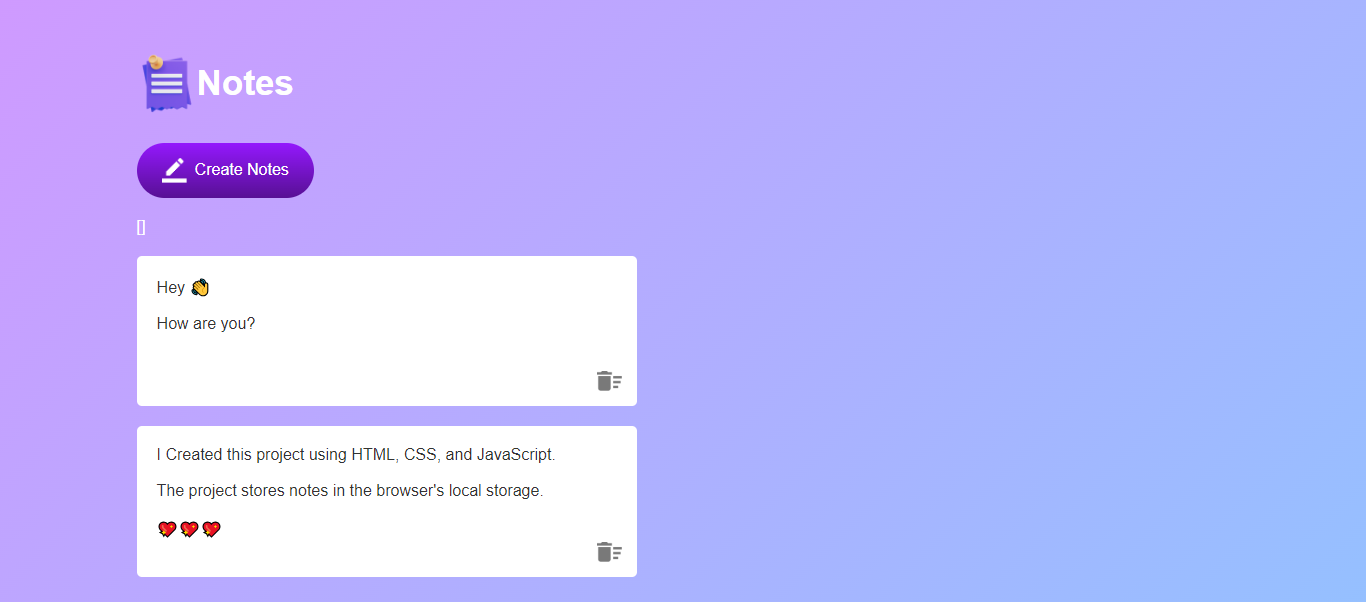 Notes
Create Notes
[]
Hey 👋
How are you?
I Created this project using HTML, CSS, and JavaScript.
The project stores notes in the browser's local storage.
💖💖💖